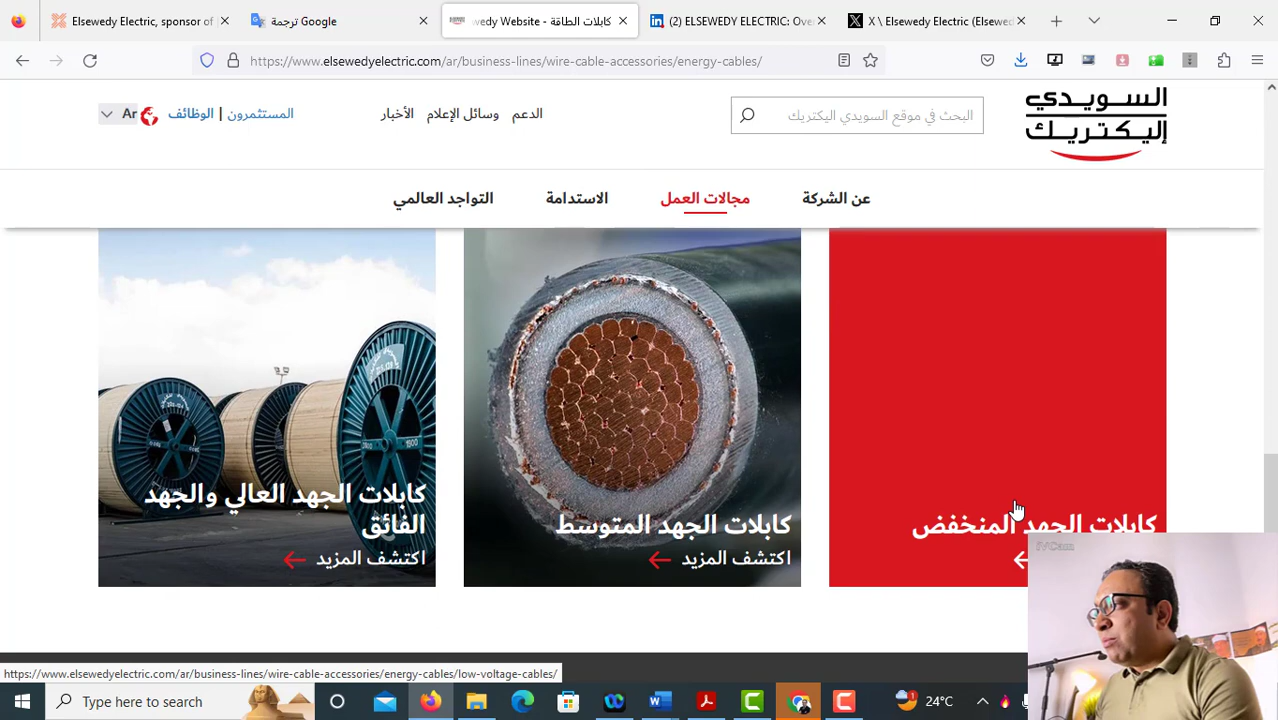 Elsewedy Electric, sponsor of
ترجمة Google
كابلات الطاقة - wedy Website
(2) ELSEWEDY ELECTRIC: Over
X \ Elsewedy Electric (Elsewed
https://www.elsewedyelectric.com/ar/business-lines/wire-cable-accessories/energy-cables/
السويدي
إليكتريك
البحث في موقع السويدي اليكتريك
الدعم
وسائل الإعلام
الأخبار
المستثمرون | الوظائف
Ar
عن الشركة
مجالات العمل
الاستدامة
التواجد العالمي
كابلات الجهد المنخفض
كابلات الجهد المتوسط
اكتشف المزيد
كابلات الجهد العالي والجهد
الفائق
اكتشف المزيد
iVCam
https://www.elsewedyelectric.com/ar/business-lines/wire-cable-accessories/energy-cables/low-voltage-cables/
Type here to search
24°C